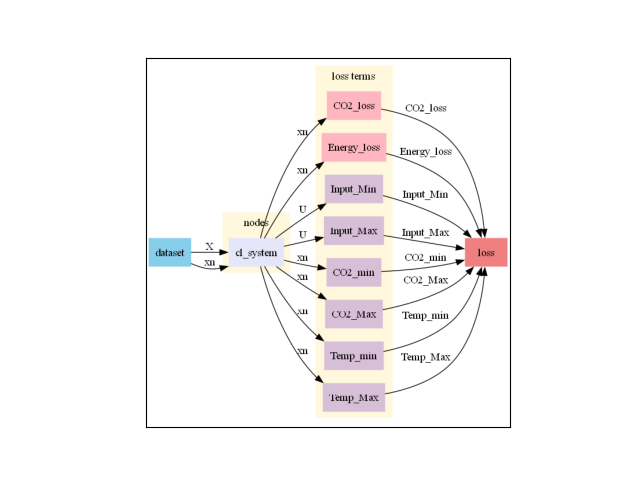 loss terms
CO2_loss
CO2_loss
xn
Energy_loss
Energy_loss
xn
Input_Min
Input_Min
U
nodes
Input_Max
Input_Max
U
dataset
X
xn
cl_system
xn
loss
CO2_min
CO2_min
xn
CO2_Max
CO2_Max
xn
Temp_min
Temp_min
xn
Temp_Max
Temp_Max